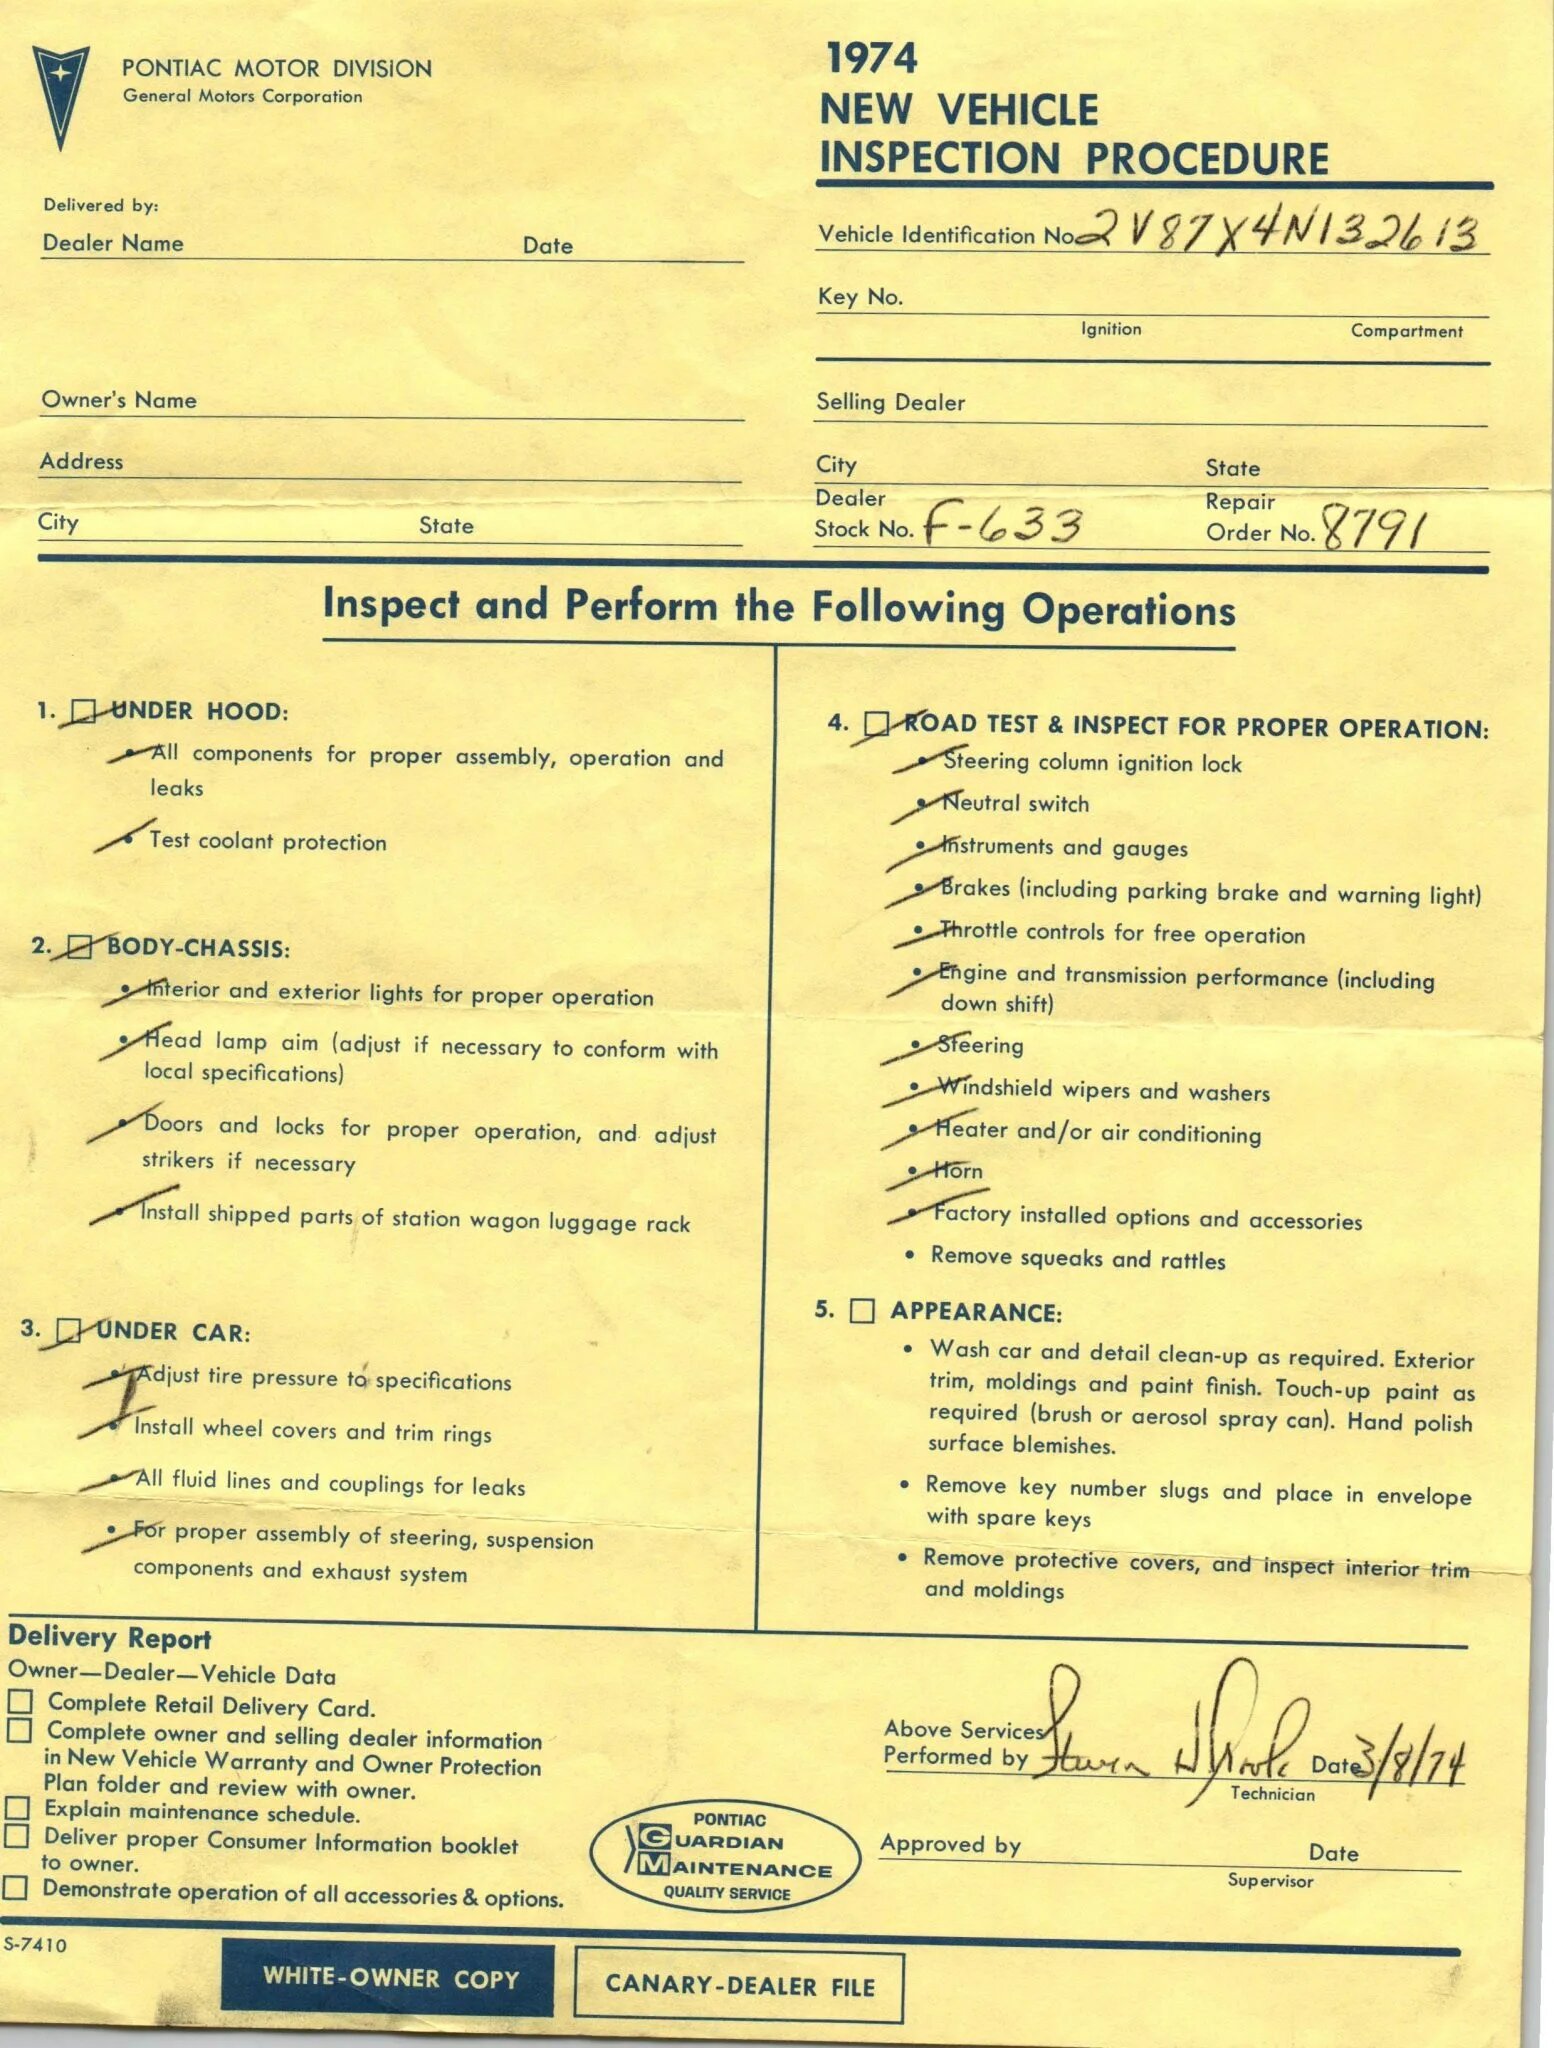 PONTIAC MOTOR DIVISION
General Motors Corporation
1974
NEW VEHICLE
INSPECTION PROCEDURE
Delivered by:
Dealer Name Date
Vehicle Identification No. 2V87X4N132613
Key No.
Ignition Compartment
Owner's Name
Selling Dealer
Address
City State
City State
Dealer
Stock No. F-633
Repair
Order No. 8791
Inspect and Perform the Following Operations
1. UNDER HOOD:
• All components for proper assembly, operation and
leaks
• Test coolant protection
2. BODY-CHASSIS:
• Interior and exterior lights for proper operation
• Head lamp aim (adjust if necessary to conform with
local specifications)
• Doors and locks for proper operation, and adjust
strikers if necessary
• Install shipped parts of station wagon luggage rack
3. UNDER CAR:
• Adjust tire pressure to specifications
• Install wheel covers and trim rings
• All fluid lines and couplings for leaks
• For proper assembly of steering, suspension
components and exhaust system
4. ROAD TEST & INSPECT FOR PROPER OPERATION:
• Steering column ignition lock
• Neutral switch
• Instruments and gauges
• Brakes (including parking brake and warning light)
• Throttle controls for free operation
• Engine and transmission performance (including
down shift)
• Steering
• Windshield wipers and washers
• Heater and/or air conditioning
• Horn
• Factory installed options and accessories
• Remove squeaks and rattles
5. APPEARANCE:
• Wash car and detail clean-up as required. Exterior
trim, moldings and paint finish. Touch-up paint as
required (brush or aerosol spray can). Hand polish
surface blemishes.
• Remove key number slugs and place in envelope
with spare keys
• Remove protective covers, and inspect interior trim
and moldings
Delivery Report
Owner—Dealer—Vehicle Data
Complete Retail Delivery Card.
Complete owner and selling dealer information
in New Vehicle Warranty and Owner Protection
Plan folder and review with owner.
Explain maintenance schedule.
Deliver proper Consumer Information booklet
to owner.
Demonstrate operation of all accessories & options.
PONTIAC
GUARDIAN
MAINTENANCE
QUALITY SERVICE
Above Services
Performed by Date 3/8/74
Technician
Approved by Date
Supervisor
S-7410
WHITE-OWNER COPY
CANARY-DEALER FILE